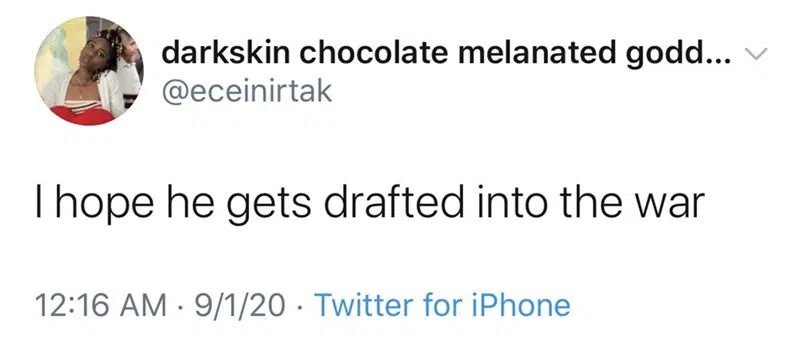 darkskin chocolate melanated godd...
@eceinirtak
I hope he gets drafted into the war
12:16 AM · 9/1/20 · Twitter for iPhone